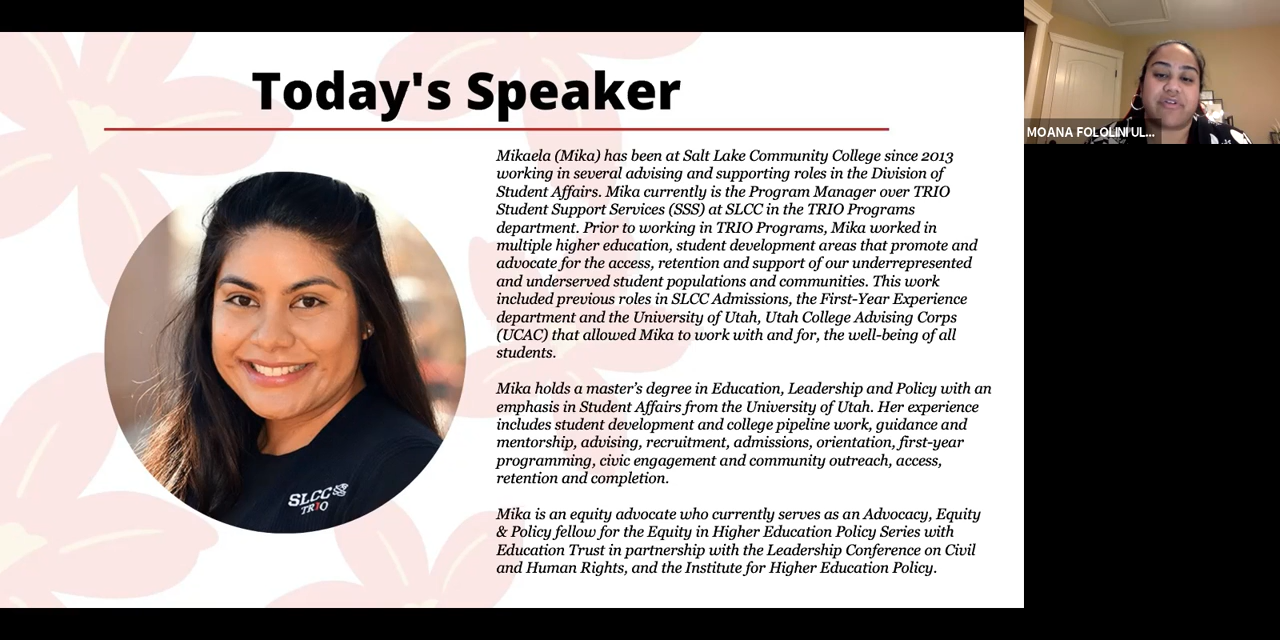 Today's Speaker
Mikaela (Mika) has been at Salt Lake Community College since 2013
working in several advising and supporting roles in the Division of
Student Affairs. Mika currently is the Program Manager over TRIO
Student Support Services (SSS) at SLCC in the TRIO Programs
department. Prior to working in TRIO Programs, Mika worked in
multiple higher education, student development areas that promote and
advocate for the access, retention and support of our underrepresented
and underserved student populations and communities. This work
included previous roles in SLCC Admissions, the First-Year Experience
department and the University of Utah, Utah College Advising Corps
(UCAC) that allowed Mika to work with and for, the well-being of all
students.
Mika holds a master's degree in Education, Leadership and Policy with an
emphasis in Student Affairs from the University of Utah. Her experience
includes student development and college pipeline work, guidance and
mentorship, advising, recruitment, admissions, orientation, first-year
programming, civic engagement and community outreach, access,
retention and completion.
Mika is an equity advocate who currently serves as an Advocacy, Equity
& Policy fellow for the Equity in Higher Education Policy Series with
Education Trust in partnership with the Leadership Conference on Civil
and Human Rights, and the Institute for Higher Education Policy.
SLCC
TRIO
MOANA FOLOLINI UL...